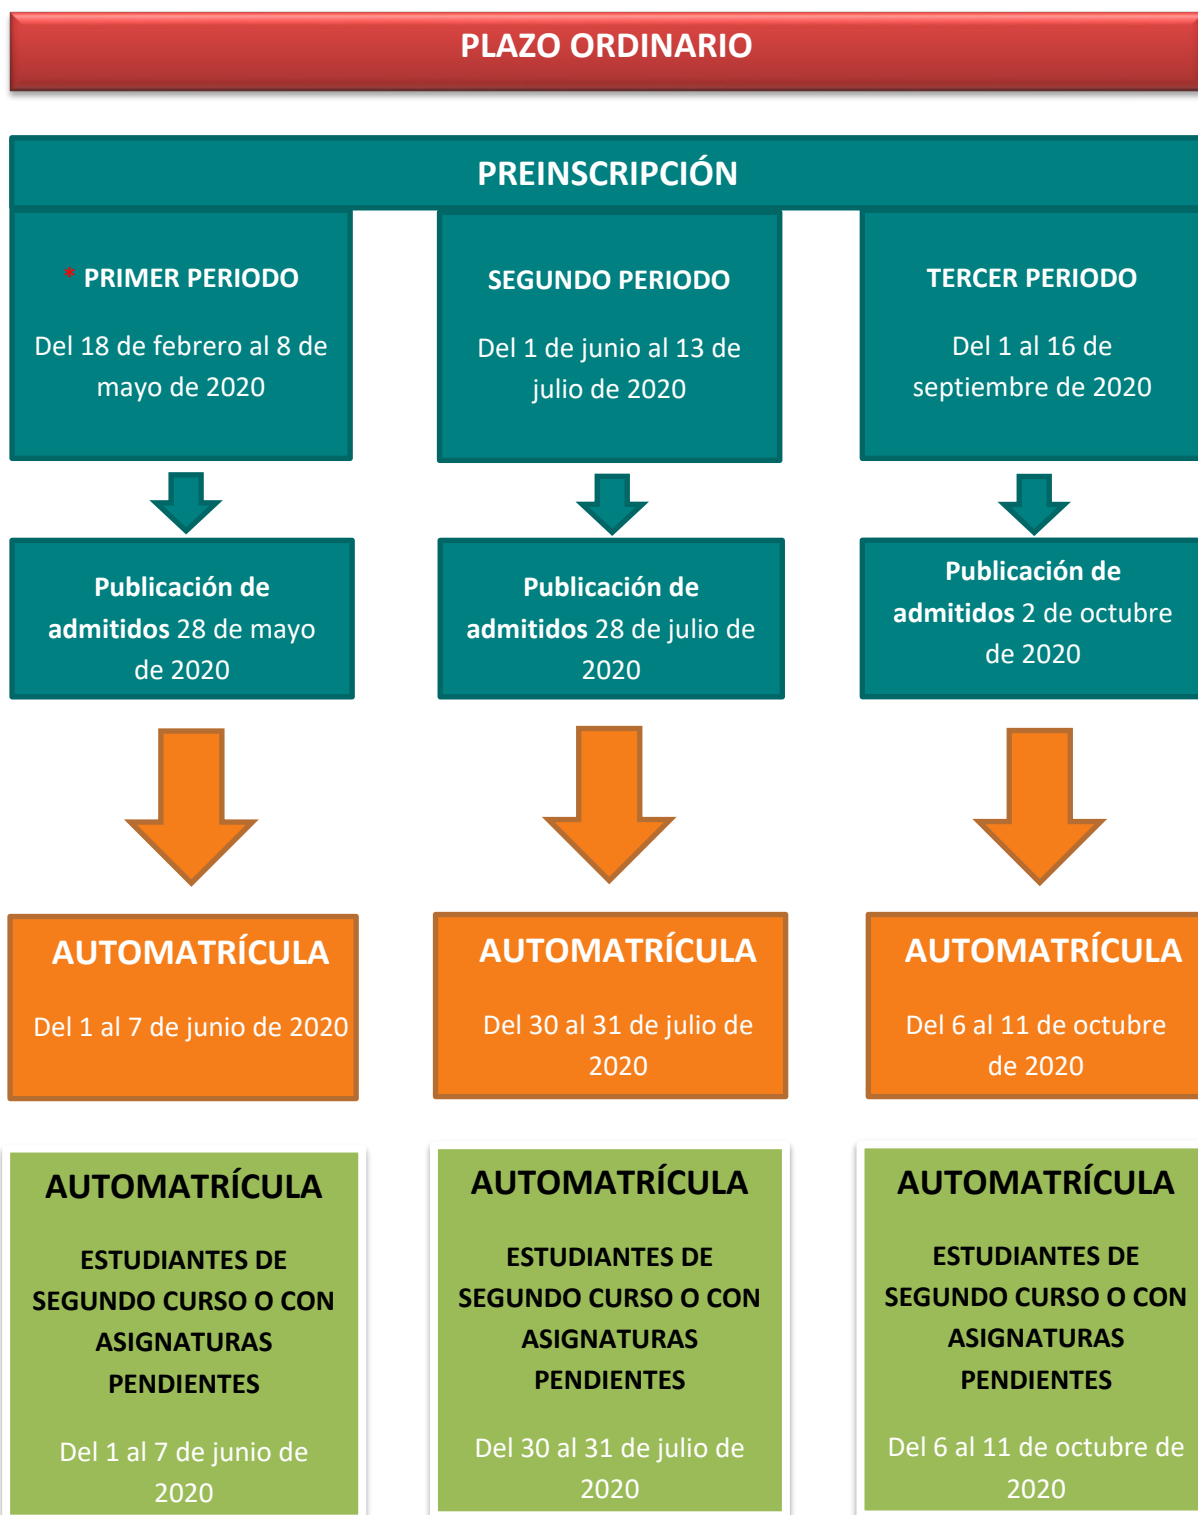 PLAZO ORDINARIO
PREINSCRIPCIÓN
* PRIMER PERIODO
Del 18 de febrero al 8 de
mayo de 2020
SEGUNDO PERIODO
Del 1 de junio al 13 de
julio de 2020
TERCER PERIODO
Del 1 al 16 de
septiembre de 2020
Publicación de
admitidos 28 de mayo
de 2020
Publicación de
admitidos 28 de julio de
2020
Publicación de
admitidos 2 de octubre
de 2020
AUTOMATRÍCULA
Del 1 al 7 de junio de 2020
AUTOMATRÍCULA
Del 30 al 31 de julio de
2020
AUTOMATRÍCULA
Del 6 al 11 de octubre
de 2020
AUTOMATRÍCULA
ESTUDIANTES DE
SEGUNDO CURSO O CON
ASIGNATURAS
PENDIENTES
Del 1 al 7 de junio de
2020
AUTOMATRÍCULA
ESTUDIANTES DE
SEGUNDO CURSO O CON
ASIGNATURAS
PENDIENTES
Del 30 al 31 de julio de
2020
AUTOMATRÍCULA
ESTUDIANTES DE
SEGUNDO CURSO O CON
ASIGNATURAS
PENDIENTES
Del 6 al 11 de octubre de
2020